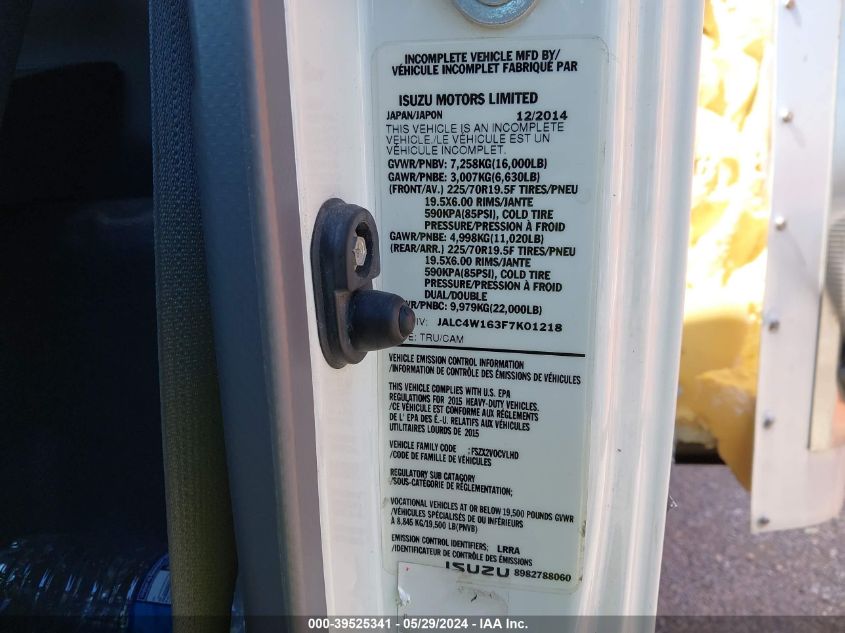 INCOMPLETE VEHICLE MFD BY/
VÉHICULE INCOMPLET FABRIQUÉ PAR
ISUZU MOTORS LIMITED
JAPAN/JAPON 12/2014
THIS VEHICLE IS AN INCOMPLETE
VEHICLE./LE VÉHICULE EST UN
VÉHICULE INCOMPLET.
GVWR/PNBV: 7,258KG(16,000LB)
GAWR/PNBE: 3,007KG(6,630LB)
(FRONT/AV.) 225/70R19.5F TIRES/PNEU
19.5X6.00 RIMS/JANTE
590KPA(85PSI), COLD TIRE
PRESSURE/PRESSION À FROID
GAWR/PNBE: 4,998KG(11,020LB)
(REAR/ARR.) 225/70R19.5F TIRES/PNEU
19.5X6.00 RIMS/JANTE
590KPA(85PSI), COLD TIRE
PRESSURE/PRESSION À FROID
DUAL/DOUBLE
WR/PNBC: 9,979KG(22,000LB)
IV: JALC4W163F7K01218
E: TRU/CAM
VEHICLE EMISSION CONTROL INFORMATION
/INFORMATION DE CONTRÔLE DES ÉMISSIONS DE VÉHICULES
THIS VEHICLE COMPLIES WITH U.S. EPA
REGULATIONS FOR 2015 HEAVY-DUTY VEHICLES.
/CE VÉHICULE EST CONFORME AUX RÈGLEMENTS
DE L' EPA DES É.-U. RELATIFS AUX VÉHICULES
UTILITAIRES LOURDS DE 2015
VEHICLE FAMILY CODE : FSZX2VOCVLHD
/CODE DE FAMILLE DE VÉHICULES
REGULATORY SUB CATAGORY
/SOUS-CATÉGORIE DE RÉGLEMENTATION;
VOCATIONAL VEHICLES AT OR BELOW 19,500 POUNDS GVWR
/VÉHICULES SPÉCIALISÉS DE OU INFÉRIEURS
À 8,845 KG/19,500 LB(PNVB)
EMISSION CONTROL IDENTIFIERS; LRRA
/IDENTIFICATEUR DE CONTRÔLE DES ÉMISSIONS
ISUZU 8982788060
000-39525341 - 05/29/2024 - IAA Inc.